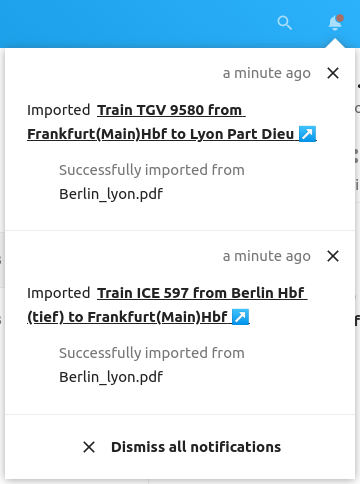 a minute ago
Imported Train TGV 9580 from
Frankfurt(Main)Hbf to Lyon Part Dieu
Successfully imported from
Berlin_lyon.pdf
a minute ago
Imported Train ICE 597 from Berlin Hbf
(tief) to Frankfurt(Main)Hbf
Successfully imported from
Berlin_lyon.pdf
Dismiss all notifications